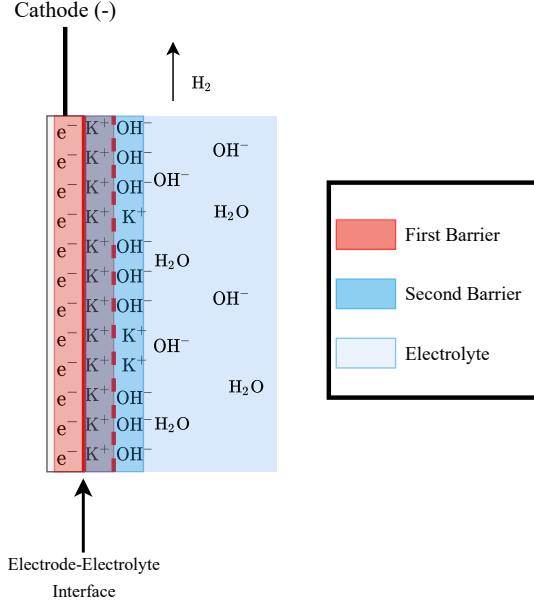 Cathode (-)
H₂
e⁻ K⁺ OH⁻
e⁻ K⁺ OH⁻ OH⁻
e⁻ K⁺ OH⁻ OH⁻
e⁻ K⁺ K⁺ H₂O
e⁻ K⁺ OH⁻ H₂O
e⁻ K⁺ OH⁻
e⁻ K⁺ OH⁻ OH⁻
e⁻ K⁺ K⁺ OH⁻
e⁻ K⁺ K⁺ H₂O
e⁻ K⁺ OH⁻
e⁻ K⁺ OH⁻ H₂O
e⁻ K⁺ OH⁻
First Barrier
Second Barrier
Electrolyte
Electrode-Electrolyte
Interface